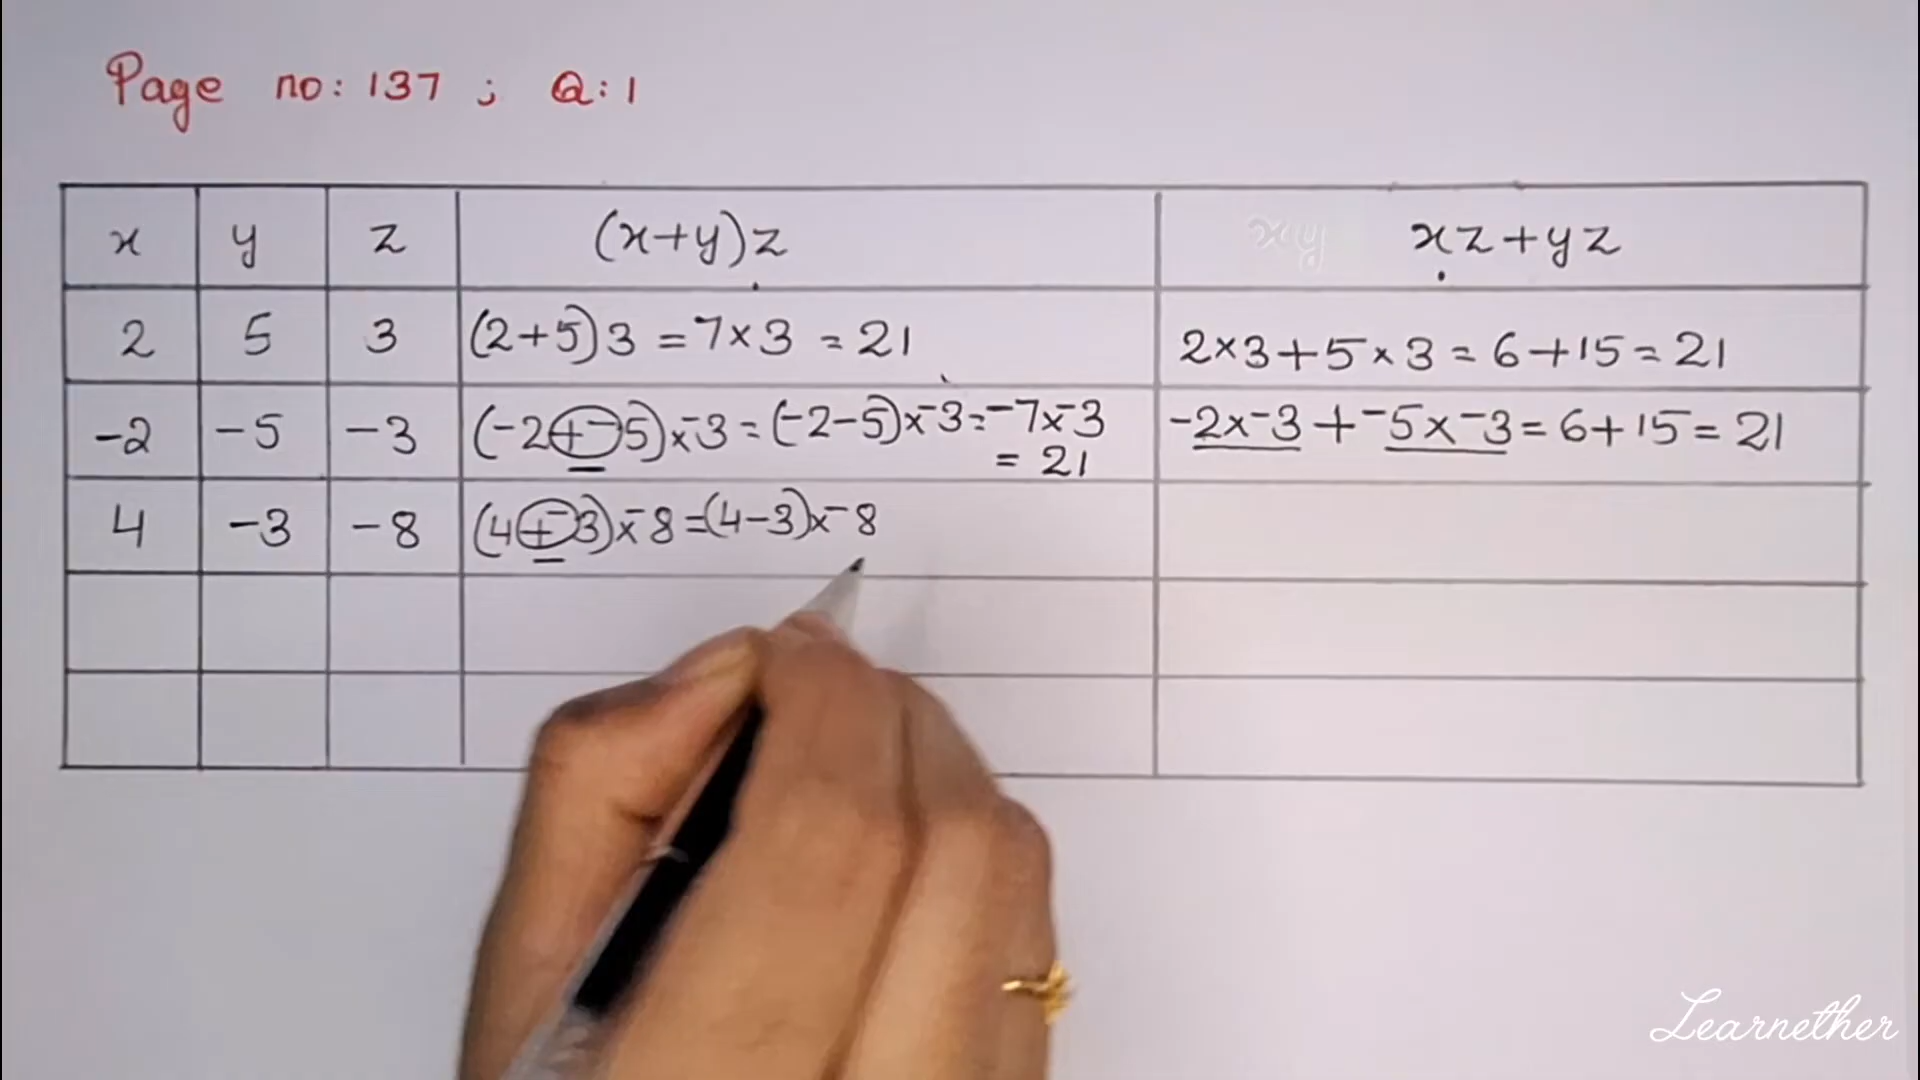 Page no: 137 ; Q:1
x y z (x+y)z xy xz+yz
2 5 3 (2+5)3 = 7×3 = 21 2×3+5×3 = 6+15 = 21
-2 -5 -3 (-2+-5)×-3 = (-2-5)×-3 = -7×-3 -2×-3 + -5×-3 = 6+15 = 21
= 21
4 -3 -8 (4+-3)×-8 = (4-3)×-8
Learnether